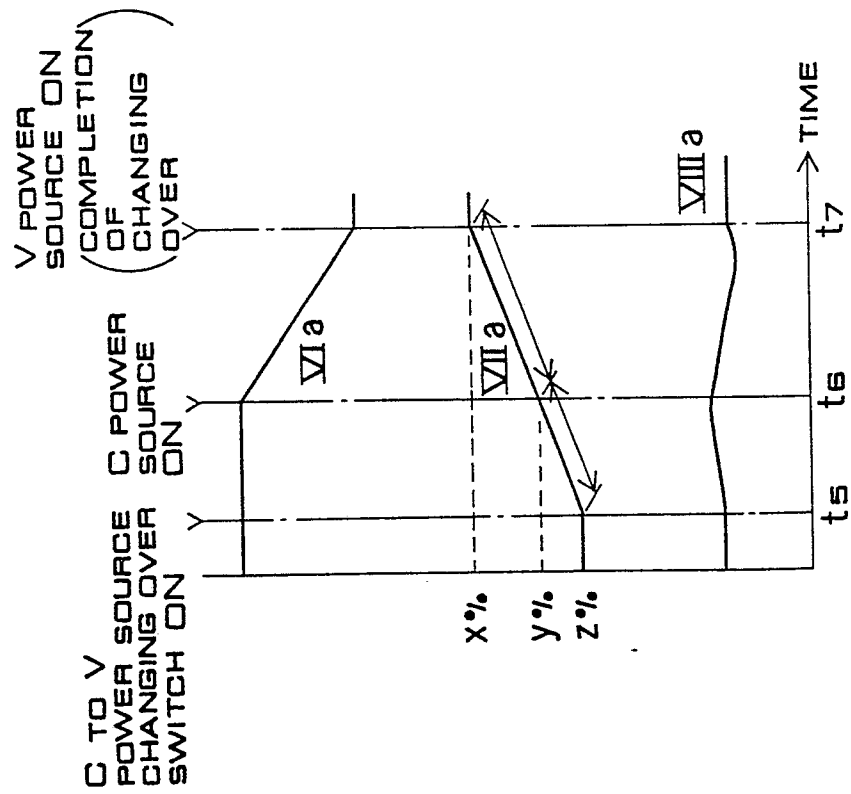 C TO V
POWER SOURCE
CHANGING OVER
SWITCH ON
C POWER
SOURCE
ON
V POWER
SOURCE ON
(COMPLETION
OF
CHANGING
OVER)
VIa
VIIa
VIIIa
x%
y%
z%
t5
t6
t7
TIME